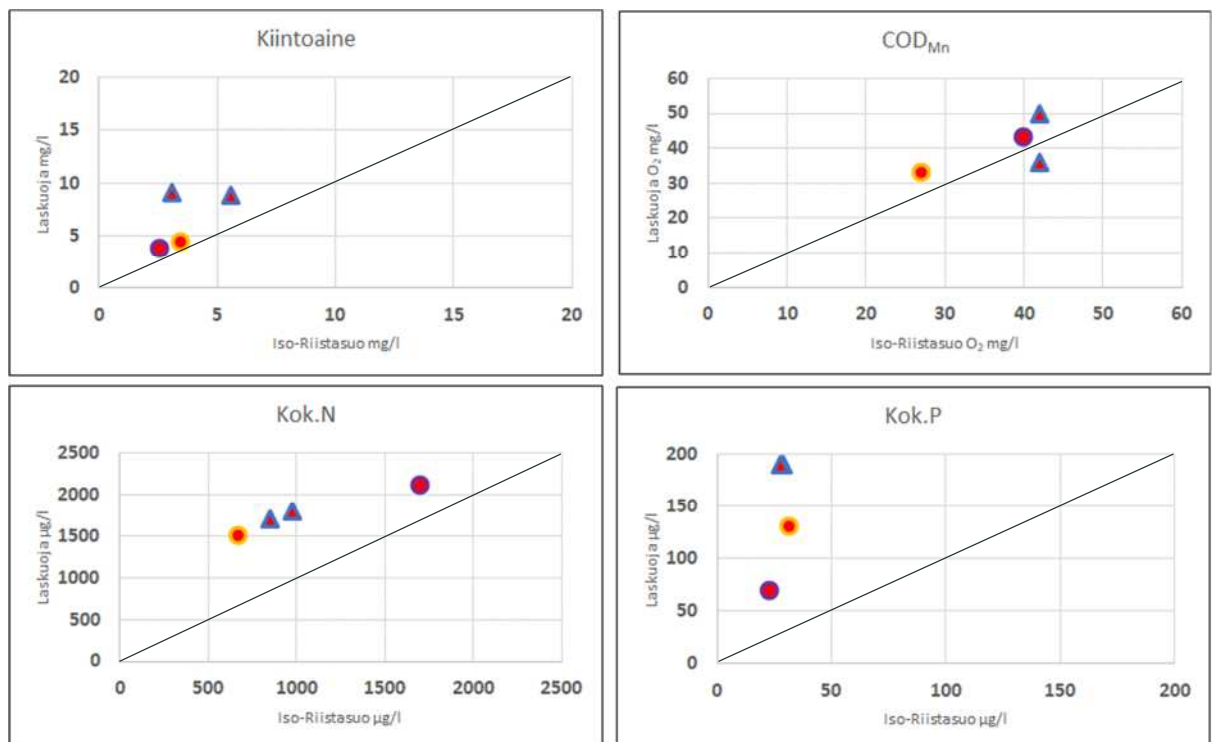 Kiintoaine
20
15
10
5
0
0 5 10 15 20
Laskuoja mg/l
Iso-Riistasuo mg/l
COD_Mn
60
50
40
30
20
10
0
0 10 20 30 40 50 60
Laskuoja O₂ mg/l
Iso-Riistasuo O₂ mg/l
Kok.N
2500
2000
1500
1000
500
0
0 500 1000 1500 2000 2500
Laskuoja µg/l
Iso-Riistasuo µg/l
Kok.P
200
150
100
50
0
0 50 100 150 200
Laskuoja µg/l
Iso-Riistasuo µg/l